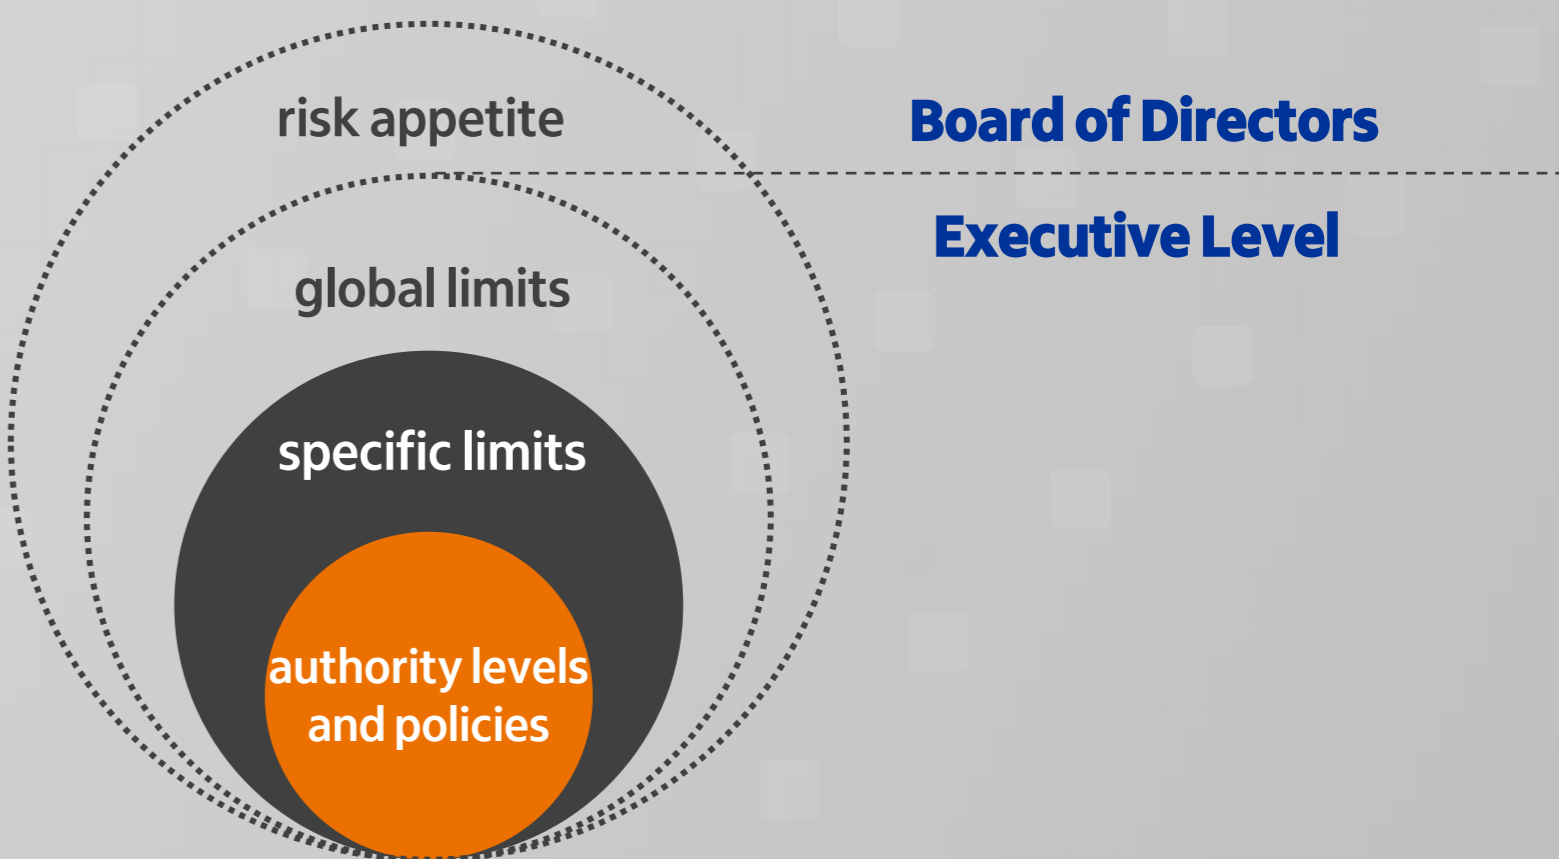 risk appetite
Board of Directors
Executive Level
global limits
specific limits
authority levels
and policies